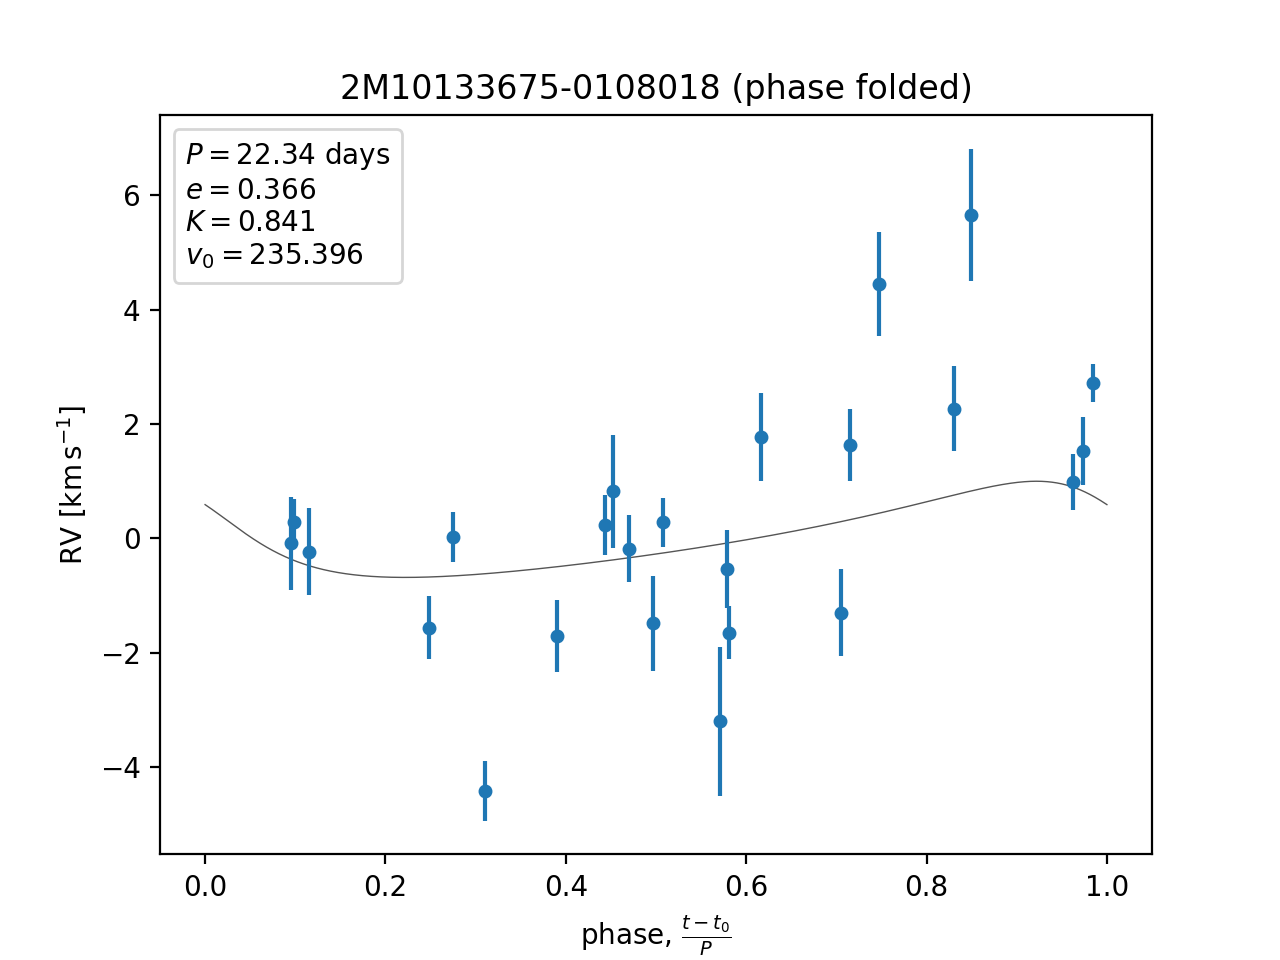 2M10133675-0108018 (phase folded)
P = 22.34 days
e = 0.366
K = 0.841
v₀ = 235.396
6
4
2
0
−2
−4
RV [km s⁻¹]
0.0 0.2 0.4 0.6 0.8 1.0
phase, (t − t₀)/P